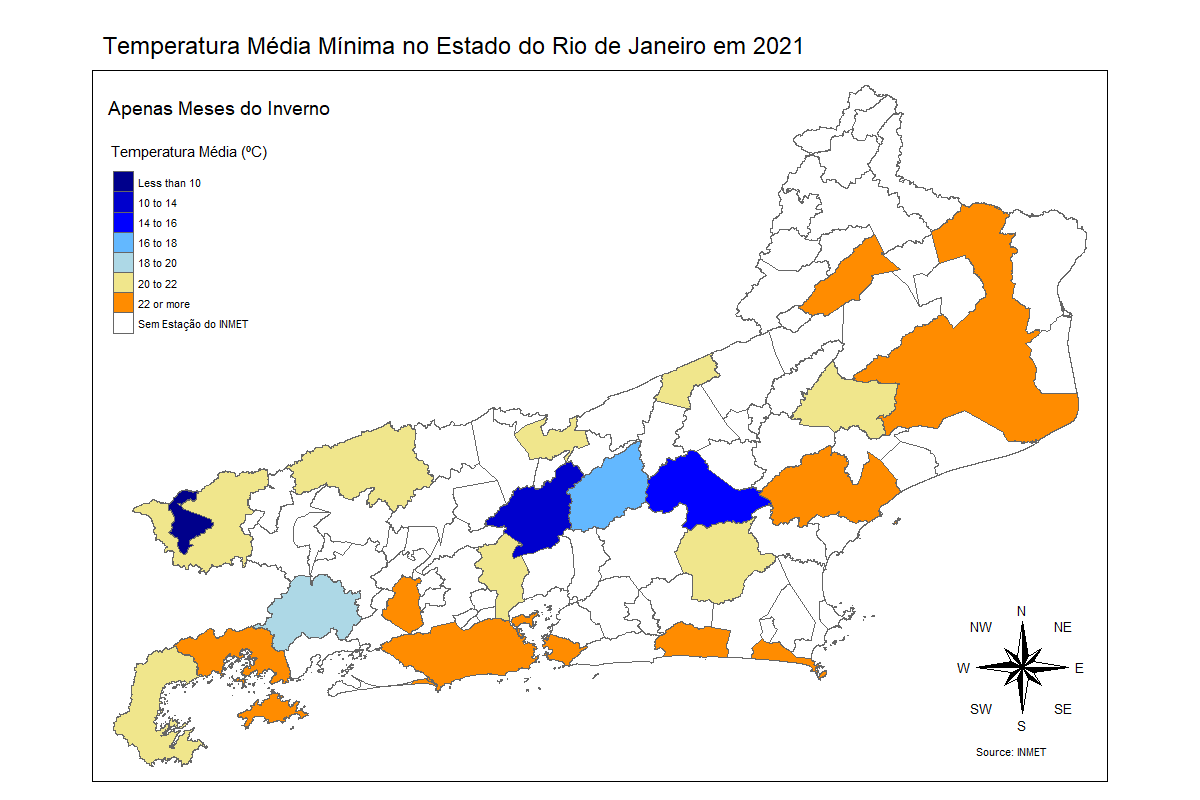 Temperatura Média Mínima no Estado do Rio de Janeiro em 2021
Apenas Meses do Inverno
Temperatura Média (ºC)
Less than 10
10 to 14
14 to 16
16 to 18
18 to 20
20 to 22
22 or more
Sem Estação do INMET
N
NW
NE
W
E
SW
SE
S
Source: INMET